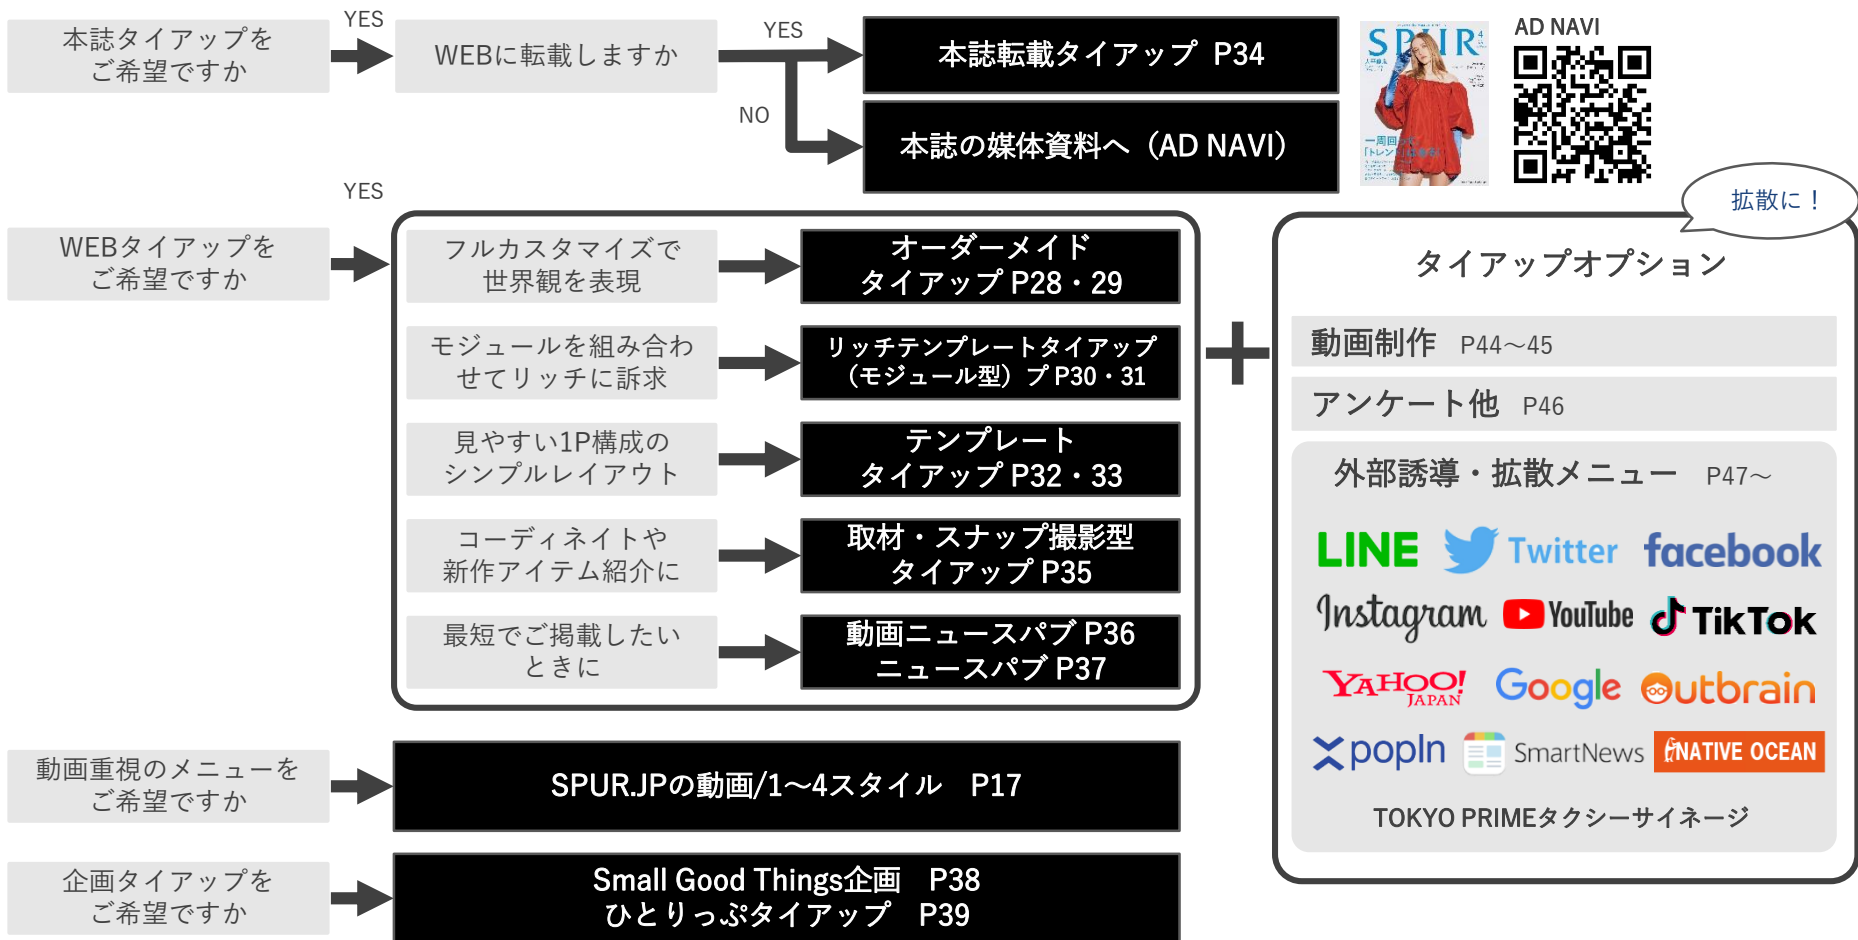 本誌タイアップを
ご希望ですか
YES
WEBに転載しますか
YES
本誌転載タイアップ P34
NO
本誌の媒体資料へ（AD NAVI）
SPUR
4
AD NAVI
YES
WEBタイアップを
ご希望ですか
フルカスタマイズで
世界観を表現
オーダーメイド
タイアップ P28・29
モジュールを組み合わ
せてリッチに訴求
リッチテンプレートタイアップ
（モジュール型）プ P30・31
見やすい1P構成の
シンプルレイアウト
テンプレート
タイアップ P32・33
コーディネイトや
新作アイテム紹介に
取材・スナップ撮影型
タイアップ P35
最短でご掲載したい
ときに
動画ニュースパブ P36
ニュースパブ P37
拡散に！
タイアップオプション
動画制作 P44～45
アンケート他 P46
外部誘導・拡散メニュー P47～
LINE Twitter facebook
Instagram YouTube TikTok
YAHOO! JAPAN Google Outbrain
popIn SmartNews NATIVE OCEAN
TOKYO PRIMEタクシーサイネージ
動画重視のメニューを
ご希望ですか
SPUR.JPの動画/1～4スタイル P17
企画タイアップを
ご希望ですか
Small Good Things企画 P38
ひとりっぷタイアップ P39